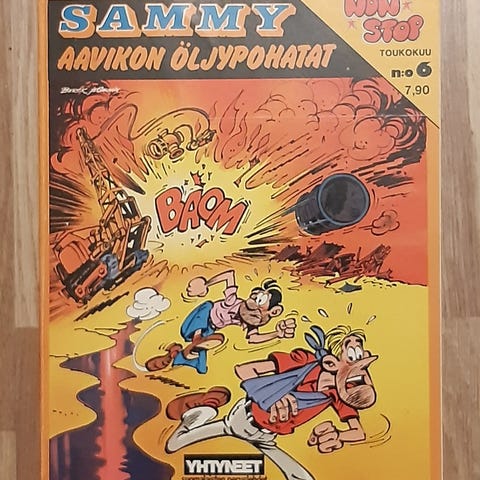 SAMMY
AAVIKON ÖLJYPOHATAT
NON
STOP
TOUKOKUU
n:o 6
7,90
BAOM
YHTYNEET